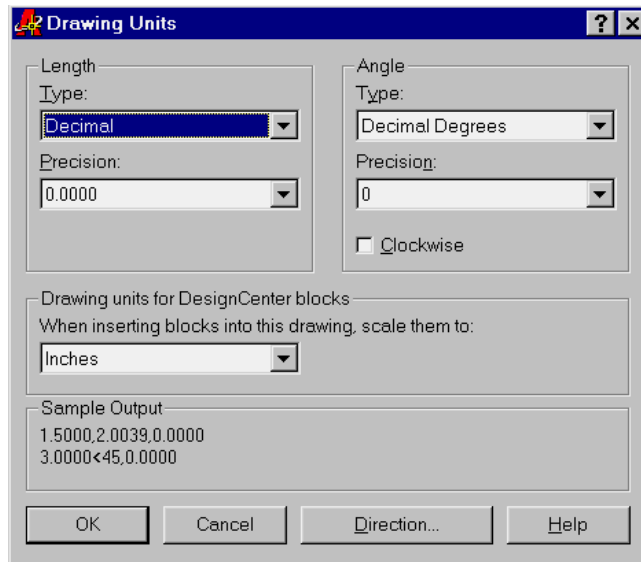 Drawing Units
Length
Type:
Decimal
Precision:
0.0000
Angle
Type:
Decimal Degrees
Precision:
0
Clockwise
Drawing units for DesignCenter blocks
When inserting blocks into this drawing, scale them to:
Inches
Sample Output
1.5000,2.0039,0.0000
3.0000<45,0.0000
OK Cancel Direction... Help